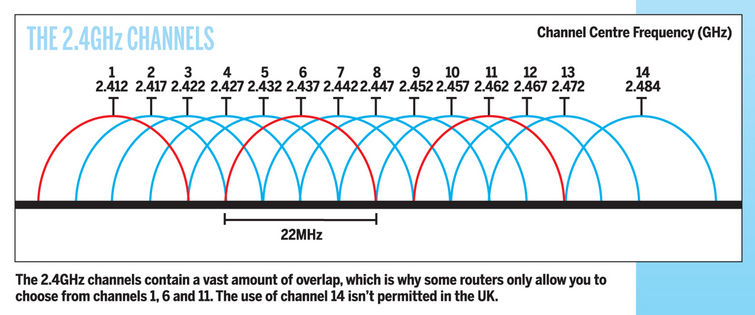 THE 2.4GHz CHANNELS
Channel Centre Frequency (GHz)
1 2 3 4 5 6 7 8 9 10 11 12 13 14
2.412 2.417 2.422 2.427 2.432 2.437 2.442 2.447 2.452 2.457 2.462 2.467 2.472 2.484
22MHz
The 2.4GHz channels contain a vast amount of overlap, which is why some routers only allow you to
choose from channels 1, 6 and 11. The use of channel 14 isn't permitted in the UK.